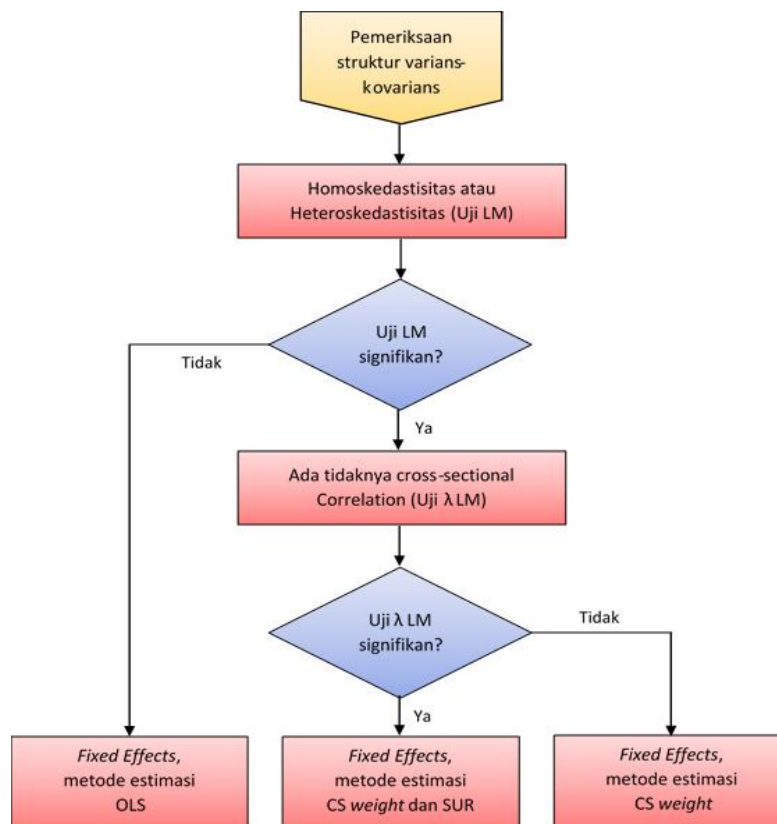 Pemeriksaan
struktur varians-
kovarians
Homoskedastisitas atau
Heteroskedastisitas (Uji LM)
Uji LM
signifikan?
Tidak
Ya
Ada tidaknya cross-sectional
Correlation (Uji λ LM)
Uji λ LM
signifikan?
Tidak
Ya
Fixed Effects,
metode estimasi
OLS
Fixed Effects,
metode estimasi
CS weight dan SUR
Fixed Effects,
metode estimasi
CS weight